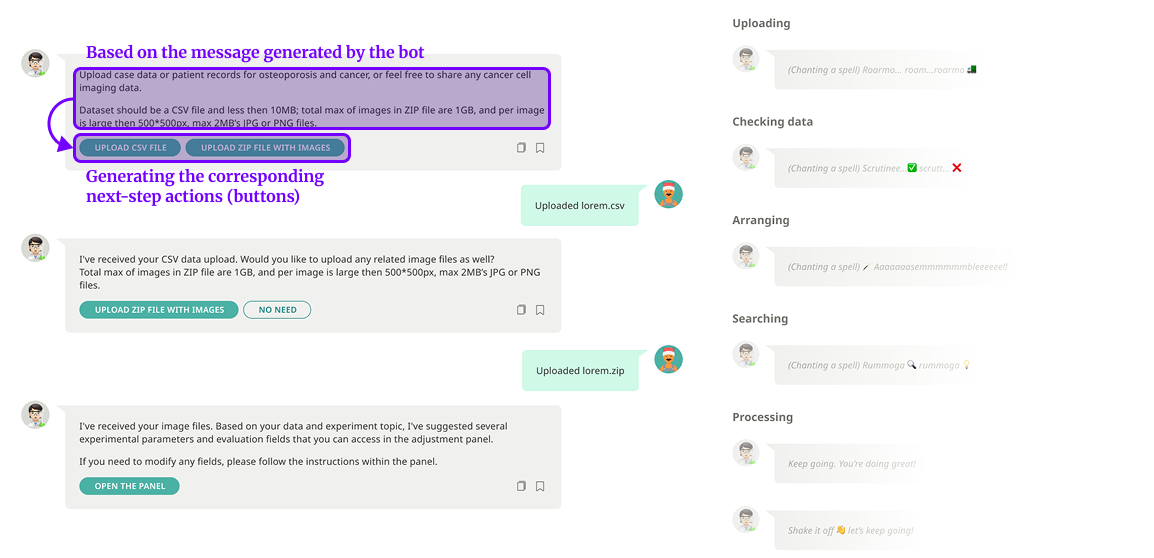 Based on the message generated by the bot
Upload case data or patient records for osteoporosis and cancer, or feel free to share any cancer cell
imaging data.
Dataset should be a CSV file and less then 10MB; total max of images in ZIP file are 1GB, and per image
is large then 500*500px, max 2MB's JPG or PNG files.
UPLOAD CSV FILE
UPLOAD ZIP FILE WITH IMAGES
Generating the corresponding
next-step actions (buttons)
Uploaded lorem.csv
I've received your CSV data upload. Would you like to upload any related image files as well?
Total max of images in ZIP file are 1GB, and per image is large then 500*500px, max 2MB's JPG or PNG
files.
UPLOAD ZIP FILE WITH IMAGES
NO NEED
Uploaded lorem.zip
I've received your image files. Based on your data and experiment topic, I've suggested several
experimental parameters and evaluation fields that you can access in the adjustment panel.
If you need to modify any fields, please follow the instructions within the panel.
OPEN THE PANEL
Uploading
(Chanting a spell) Roarmo... roam...roarmo
Checking data
(Chanting a spell) Scrutinee... scrutt...
Arranging
(Chanting a spell) Aaaaaaasemmmmmmbleeeeee!!
Searching
(Chanting a spell) Rummoga rummoga
Processing
Keep going. You're doing great!
Shake it off let's keep going!